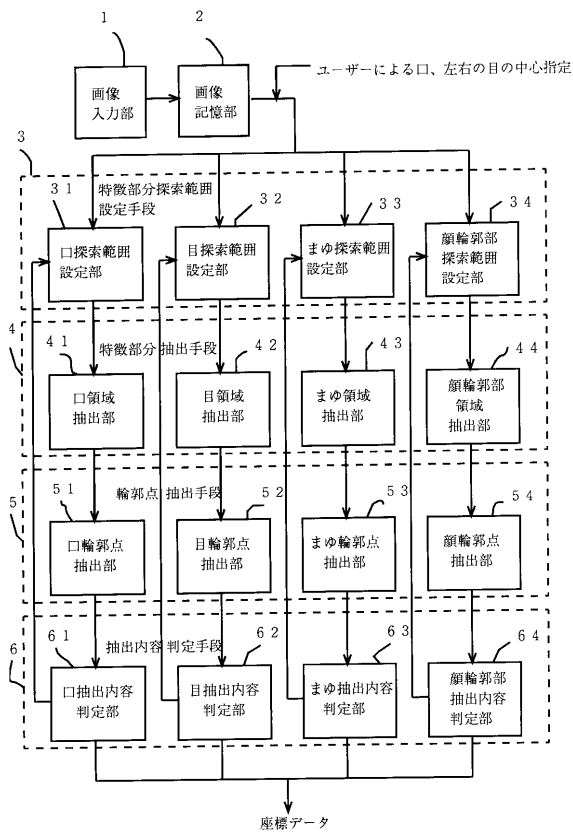 1
2
画像
入力部
画像
記憶部
ユーザーによる口、左右の目の中心指定
3
31
特徴部分探索範囲
設定手段
32
33
34
口探索範囲
設定部
目探索範囲
設定部
まゆ探索範囲
設定部
顔輪郭部
探索範囲
設定部
4
41
特徴部分 抽出手段
42
43
44
口領域
抽出部
目領域
抽出部
まゆ領域
抽出部
顔輪郭部
領域
抽出部
5
51
輪郭点 抽出手段
52
53
54
口輪郭点
抽出部
目輪郭点
抽出部
まゆ輪郭点
抽出部
顔輪郭点
抽出部
6
61
抽出内容 判定手段
62
63
64
口抽出内容
判定部
目抽出内容
判定部
まゆ抽出内容
判定部
顔輪郭部
抽出内容
判定部
座標データ